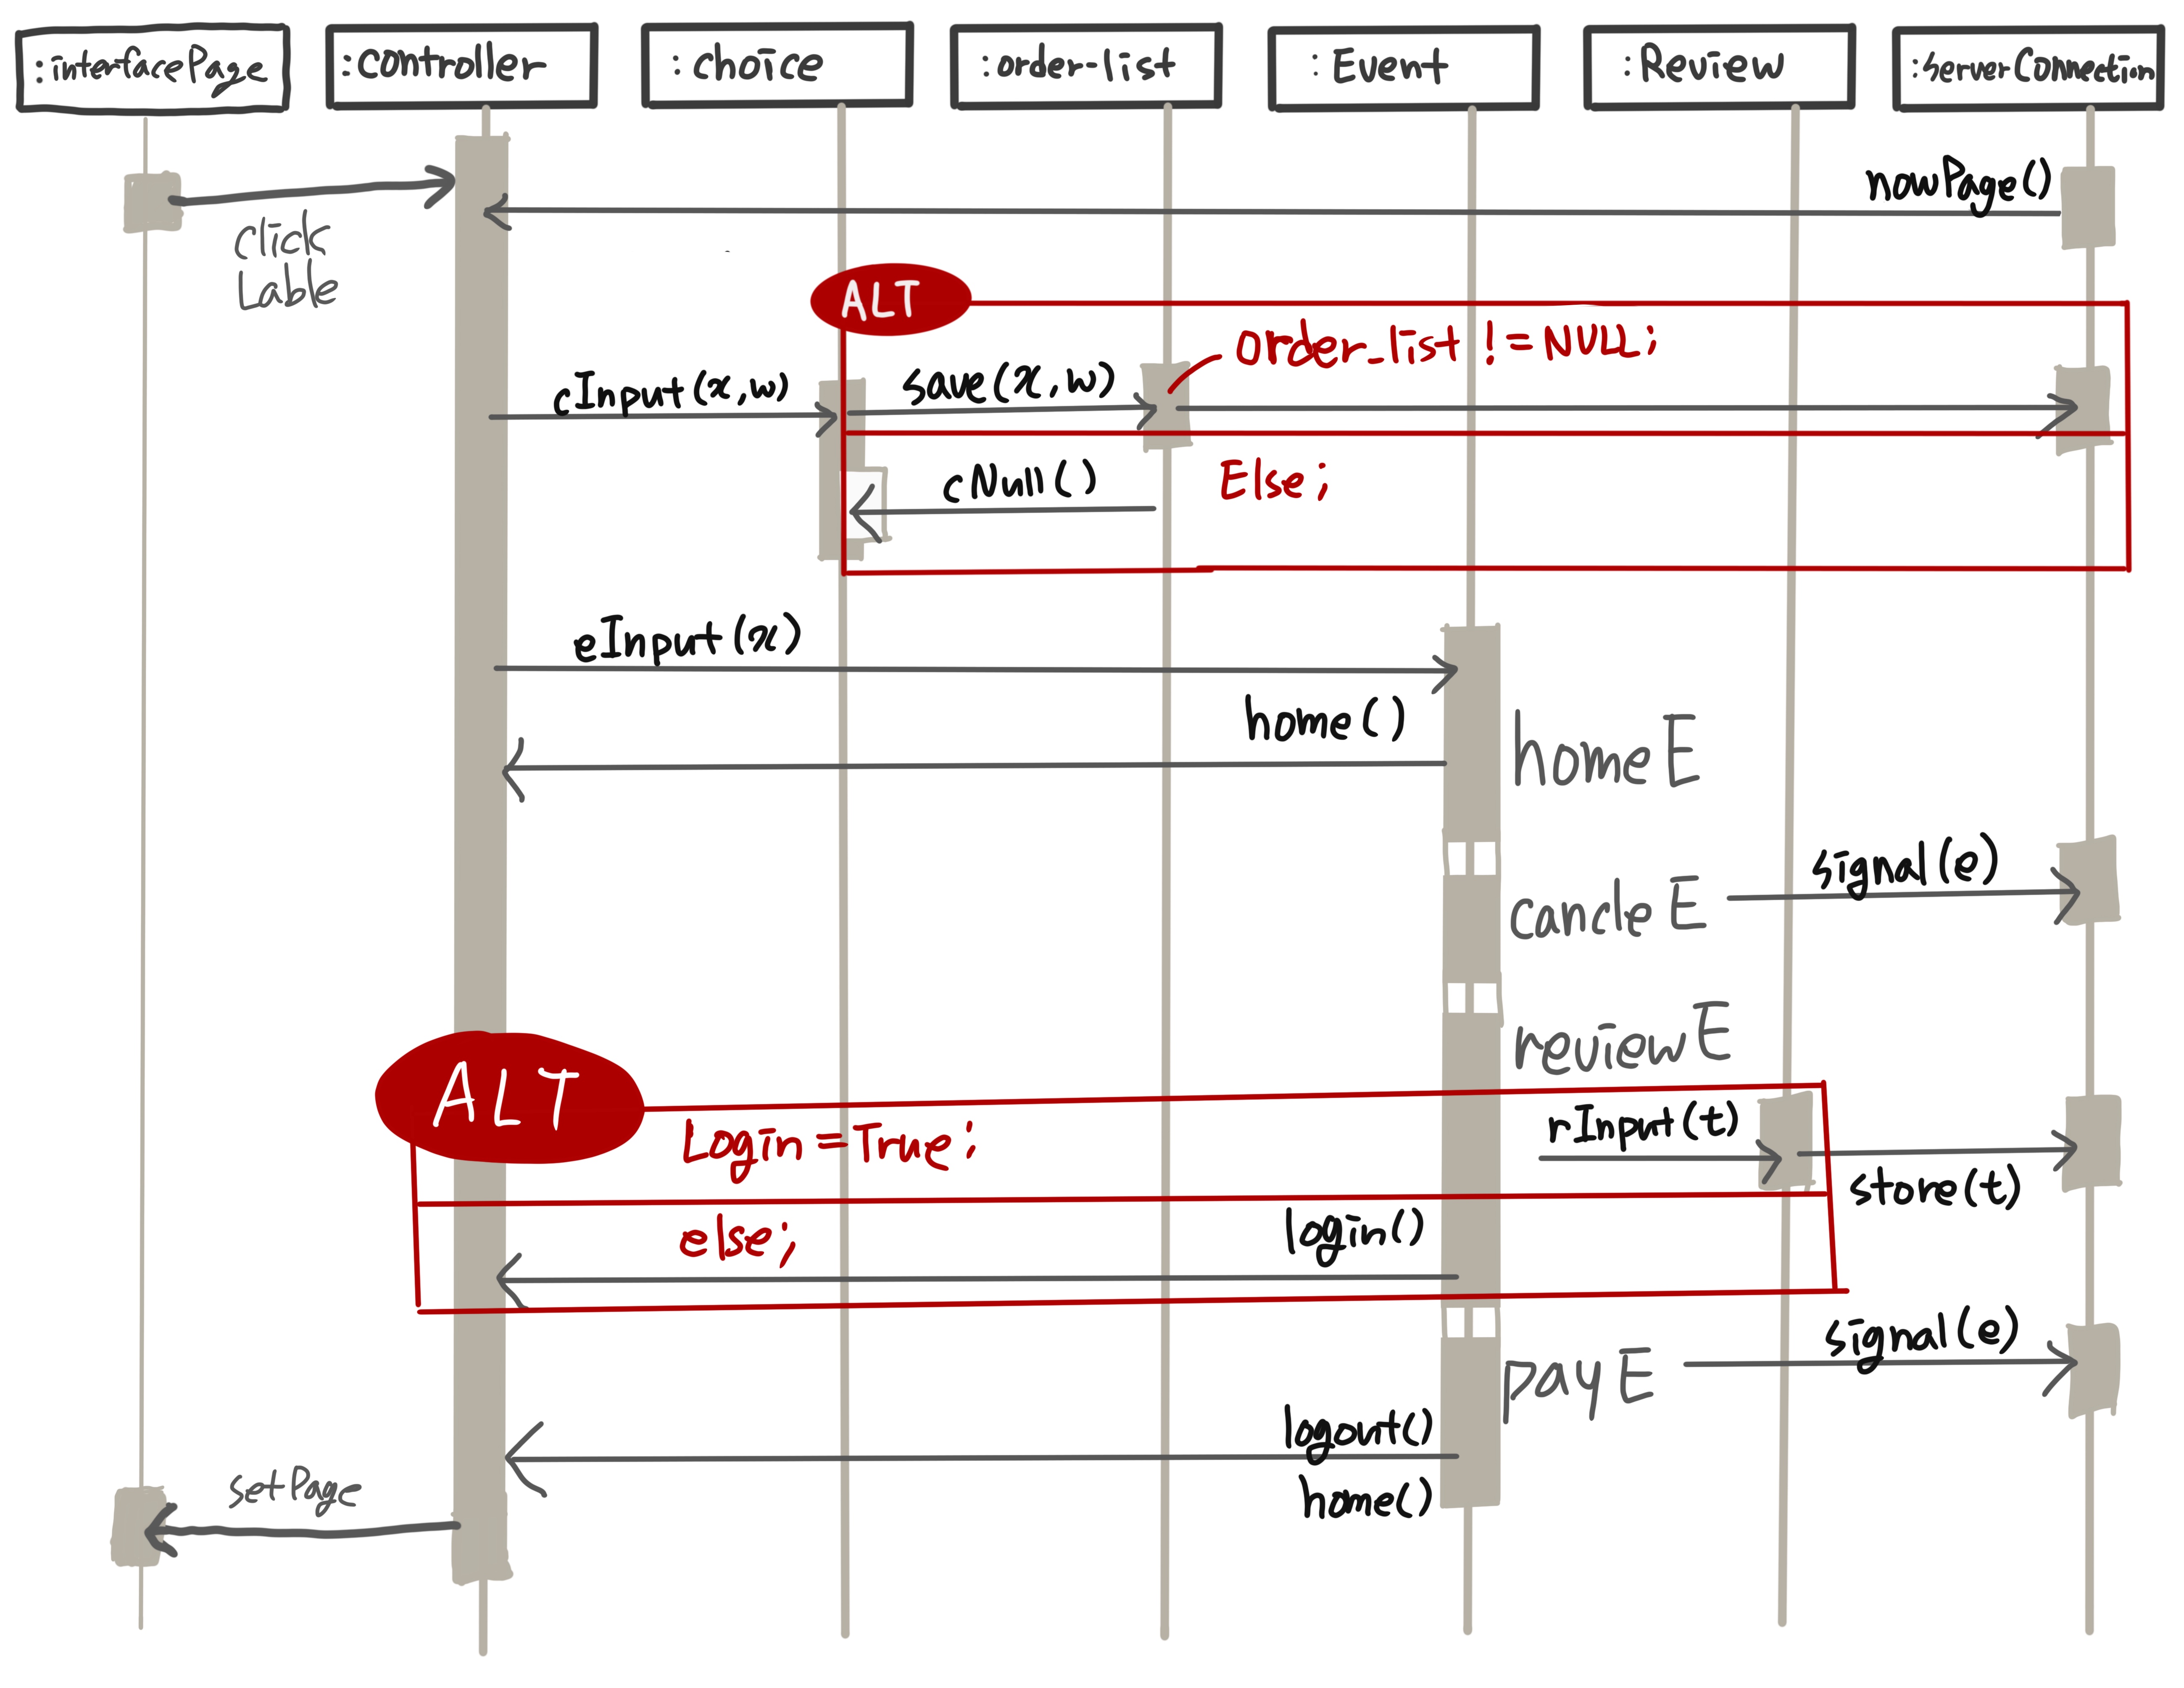 :interfacePage
:controller
:choice
:order-list
:Event
:Review
:serverConnection
nowPage()
click
Lable
ALT
order_list != NULL;
cInput(x,w)
save(x,w)
cNull()
Else;
eInput(x)
home()
homeE
signal(e)
cancleE
reviewE
ALT
Login = True;
rInput(t)
store(t)
else;
login()
signal(e)
payE
logout()
home()
setPage